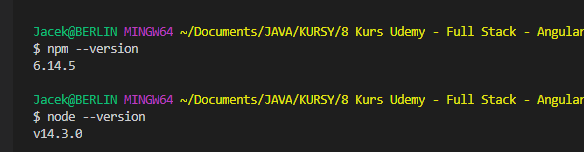 Jacek@BERLIN MINGW64 ~/Documents/JAVA/KURSY/8 Kurs Udemy - Full Stack - Angular
$ npm --version
6.14.5
Jacek@BERLIN MINGW64 ~/Documents/JAVA/KURSY/8 Kurs Udemy - Full Stack - Angular
$ node --version
v14.3.0